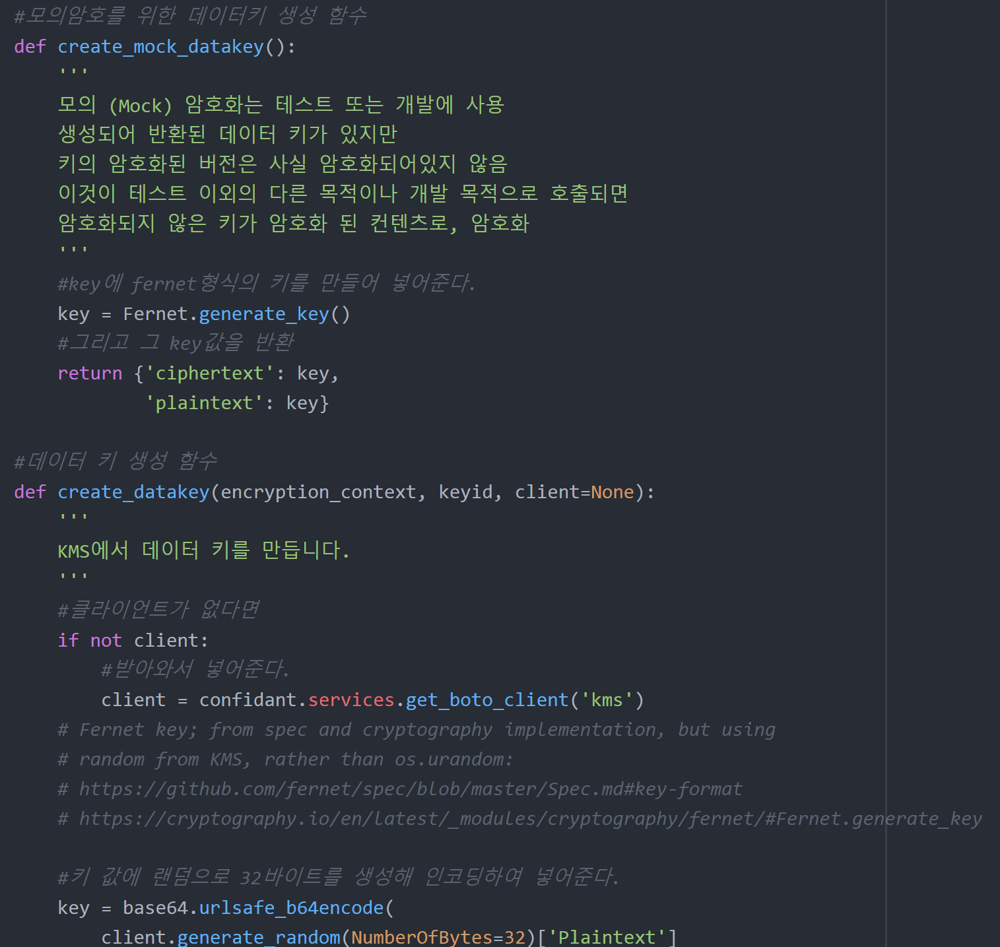 #모의암호를 위한 데이터키 생성 함수
def create_mock_datakey():
    '''
    모의 (Mock) 암호화는 테스트 또는 개발에 사용
    생성되어 반환된 데이터 키가 있지만
    키의 암호화된 버전은 사실 암호화되어있지 않음
    이것이 테스트 이외의 다른 목적이나 개발 목적으로 호출되면
    암호화되지 않은 키가 암호화 된 컨텐츠로, 암호화
    '''
    #key에 fernet형식의 키를 만들어 넣어준다.
    key = Fernet.generate_key()
    #그리고 그 key값을 반환
    return {'ciphertext': key,
            'plaintext': key}

#데이터 키 생성 함수
def create_datakey(encryption_context, keyid, client=None):
    '''
    KMS에서 데이터 키를 만듭니다.
    '''
    #클라이언트가 없다면
    if not client:
        #받아와서 넣어준다.
        client = confidant.services.get_boto_client('kms')
    # Fernet key; from spec and cryptography implementation, but using
    # random from KMS, rather than os.urandom:
    # https://github.com/fernet/spec/blob/master/Spec.md#key-format
    # https://cryptography.io/en/latest/_modules/cryptography/fernet/#Fernet.generate_key

    #키 값에 랜덤으로 32바이트를 생성해 인코딩하여 넣어준다.
    key = base64.urlsafe_b64encode(
        client.generate_random(NumberOfBytes=32)['Plaintext']